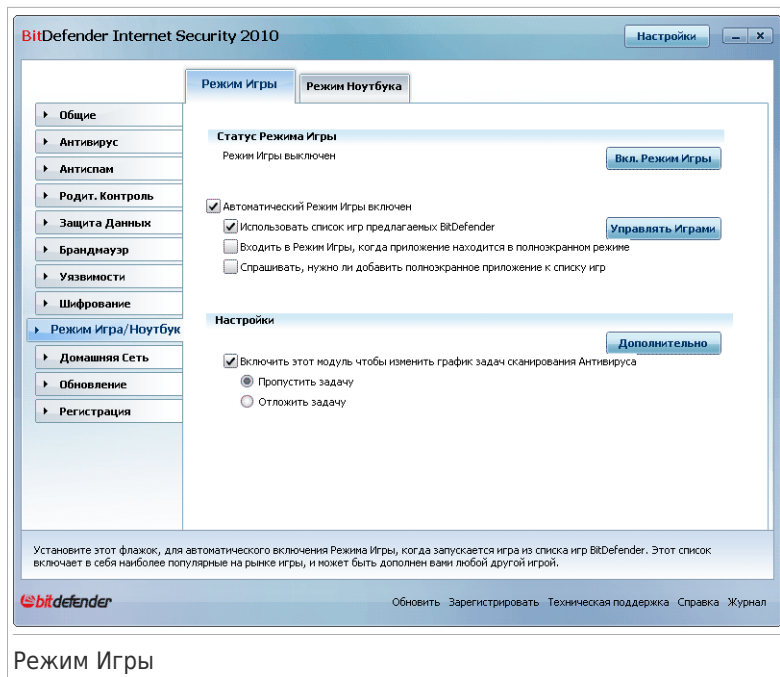 BitDefender Internet Security 2010
Настройки
Режим Игры
Режим Ноутбука
Общие
Антивирус
Антиспам
Родит. Контроль
Защита Данных
Брандмауэр
Уязвимости
Шифрование
Режим Игра/Ноутбук
Домашняя Сеть
Обновление
Регистрация
Статус Режима Игры
Режим Игры выключен
Вкл. Режим Игры
Автоматический Режим Игры включен
Использовать список игр предлагаемых BitDefender
Управлять Играми
Входить в Режим Игры, когда приложение находится в полноэкранном режиме
Спрашивать, нужно ли добавить полноэкранное приложение к списку игр
Настройки
Дополнительно
Включить этот модуль чтобы изменить график задач сканирования Антивируса
Пропустить задачу
Отложить задачу
Установите этот флажок, для автоматического включения Режима Игры, когда запускается игра из списка игр BitDefender. Этот список
включает в себя наиболее популярные на рынке игры, и может быть дополнен вами любой другой игрой.
bitdefender
Обновить Зарегистрировать Техническая поддержка Справка Журнал
Режим Игры